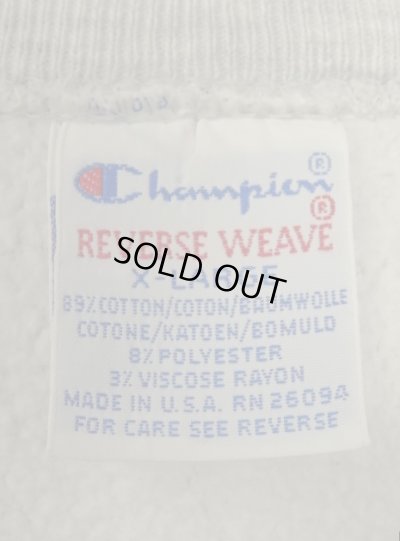 Champion®
REVERSE WEAVE®
X-LARGE
SOLD OUT
89% COTTON/COTON/BAUMWOLLE
COTONE/KATOEN/BOMULD
8% POLYESTER
3% VISCOSE RAYON
MADE IN U.S.A. RN 26094
FOR CARE SEE REVERSE